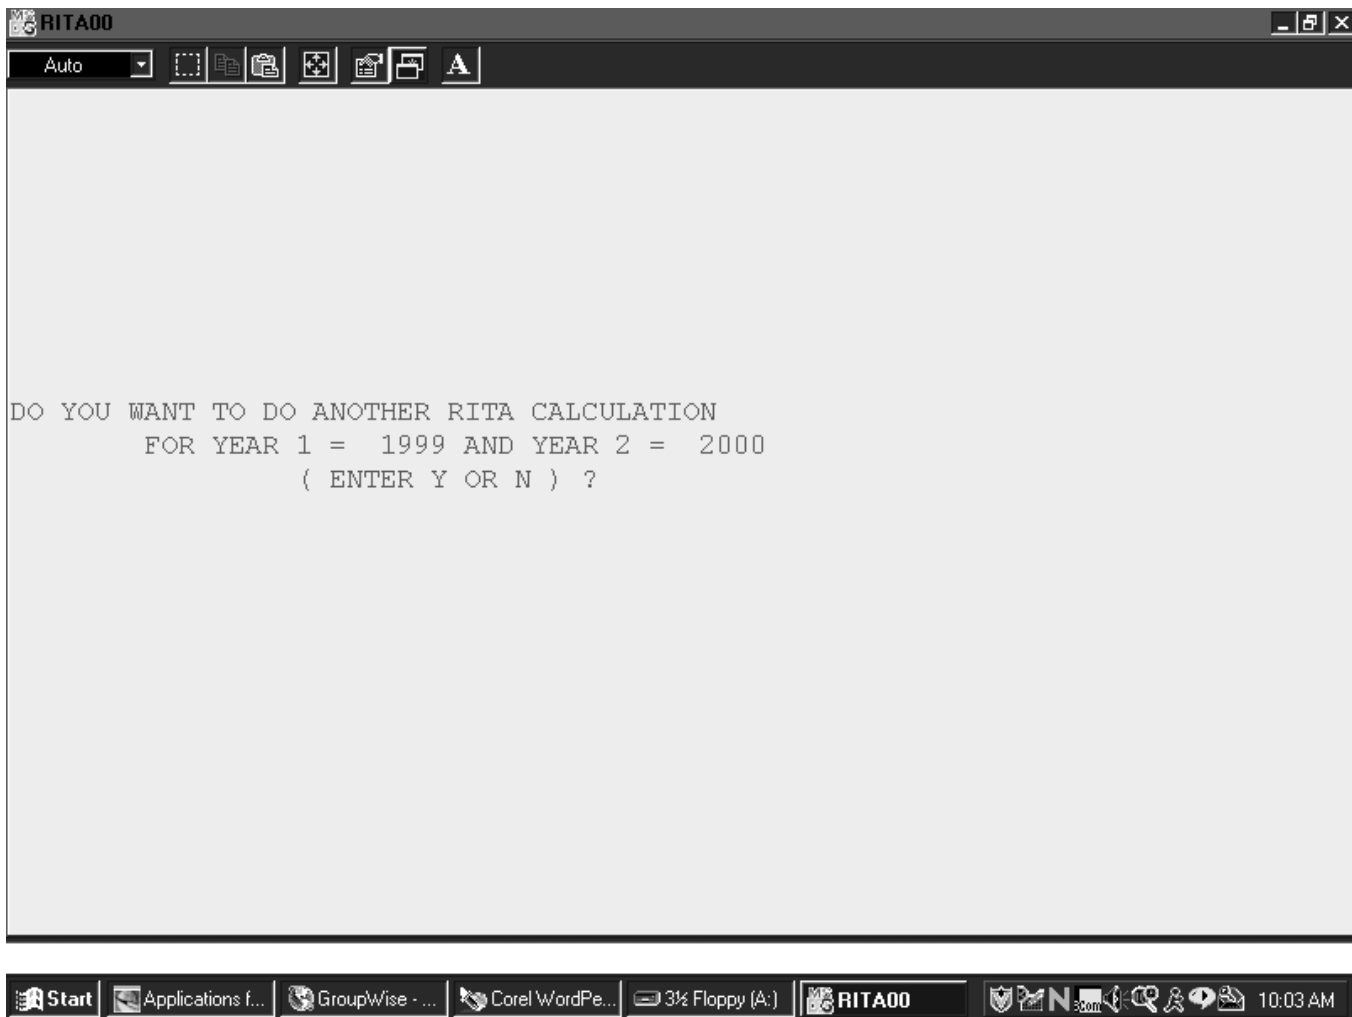 RITA00
Auto
A
DO YOU WANT TO DO ANOTHER RITA CALCULATION
FOR YEAR 1 = 1999 AND YEAR 2 = 2000
( ENTER Y OR N ) ?
Start Applications f... GroupWise - ... Corel WordPe... 3½ Floppy (A:) RITA00 N 3Com 10:03 AM